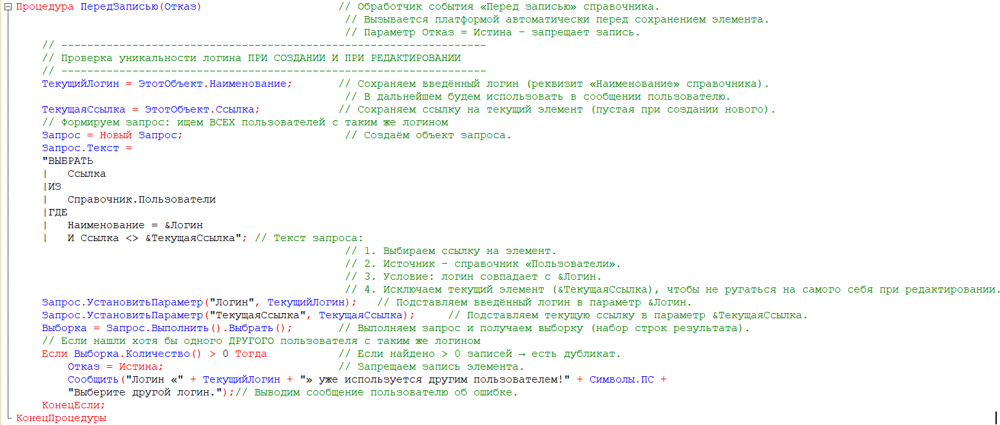 Процедура ПередЗаписью(Отказ) // Обработчик события «Перед записью» справочника.
// Вызывается платформой автоматически перед сохранением элемента.
// Параметр Отказ = Истина – запрещает запись.
// ------------------------------------------------------------------
// Проверка уникальности логина ПРИ СОЗДАНИИ И ПРИ РЕДАКТИРОВАНИИ
// ------------------------------------------------------------------
ТекущийЛогин = ЭтотОбъект.Наименование; // Сохраняем введённый логин (реквизит «Наименование» справочника).
// В дальнейшем будем использовать в сообщении пользователю.
ТекущаяСсылка = ЭтотОбъект.Ссылка; // Сохраняем ссылку на текущий элемент (пустая при создании нового).
// Формируем запрос: ищем ВСЕХ пользователей с таким же логином
Запрос = Новый Запрос; // Создаём объект запроса.
Запрос.Текст =
"ВЫБРАТЬ
| Ссылка
|ИЗ
| Справочник.Пользователи
|ГДЕ
| Наименование = &Логин
| И Ссылка <> &ТекущаяСсылка"; // Текст запроса:
// 1. Выбираем ссылку на элемент.
// 2. Источник – справочник «Пользователи».
// 3. Условие: логин совпадает с &Логин.
// 4. Исключаем текущий элемент (&ТекущаяСсылка), чтобы не ругаться на самого себя при редактировании.
Запрос.УстановитьПараметр("Логин", ТекущийЛогин); // Подставляем введённый логин в параметр &Логин.
Запрос.УстановитьПараметр("ТекущаяСсылка", ТекущаяСсылка); // Подставляем текущую ссылку в параметр &ТекущаяСсылка.
Выборка = Запрос.Выполнить().Выбрать(); // Выполняем запрос и получаем выборку (набор строк результата).
// Если нашли хотя бы одного ДРУГОГО пользователя с таким же логином
Если Выборка.Количество() > 0 Тогда // Если найдено > 0 записей → есть дубликат.
Отказ = Истина; // Запрещаем запись элемента.
Сообщить("Логин «" + ТекущийЛогин + "» уже используется другим пользователем!" + Символы.ПС +
"Выберите другой логин.");// Выводим сообщение пользователю об ошибке.
КонецЕсли;
КонецПроцедуры